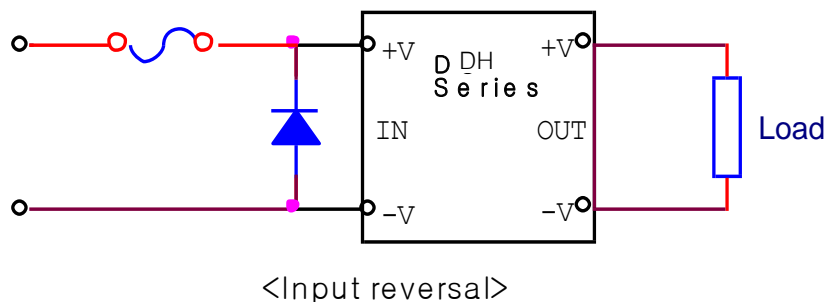 +V
D DH
+V
Series
IN
OUT
Load
-V
-V
<Input reversal>